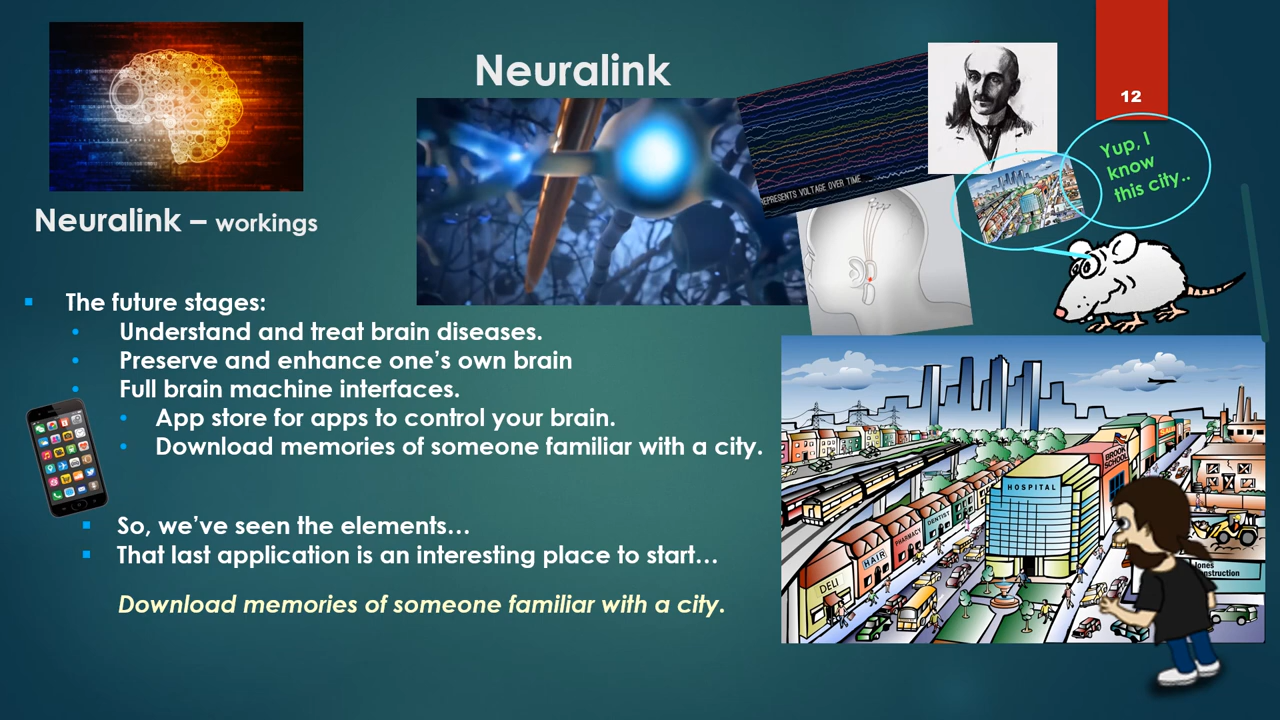 Neuralink
12
REPRESENTS VOLTAGE OVER TIME
Yup, I
know
this city..
Neuralink – workings
The future stages:
Understand and treat brain diseases.
Preserve and enhance one's own brain
Full brain machine interfaces.
App store for apps to control your brain.
Download memories of someone familiar with a city.
So, we've seen the elements…
That last application is an interesting place to start…
Download memories of someone familiar with a city.
HOSPITAL
BROOK
SCHOOL
DENTIST
PHARMACY
HAIR
DELI
Jones